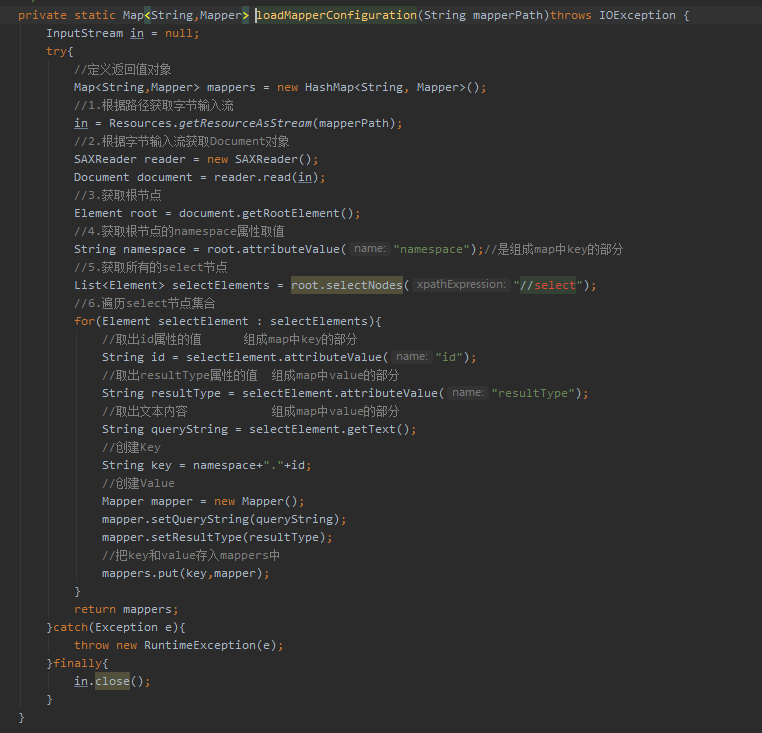 private static Map<String,Mapper> loadMapperConfiguration(String mapperPath)throws IOException {
    InputStream in = null;
    try{
        //定义返回值对象
        Map<String,Mapper> mappers = new HashMap<String, Mapper>();
        //1.根据路径获取字节输入流
        in = Resources.getResourceAsStream(mapperPath);
        //2.根据字节输入流获取Document对象
        SAXReader reader = new SAXReader();
        Document document = reader.read(in);
        //3.获取根节点
        Element root = document.getRootElement();
        //4.获取根节点的namespace属性取值
        String namespace = root.attributeValue( name: "namespace");//是组成map中key的部分
        //5.获取所有的select节点
        List<Element> selectElements = root.selectNodes( xpathExpression: "//select");
        //6.遍历select节点集合
        for(Element selectElement : selectElements){
            //取出id属性的值      组成map中key的部分
            String id = selectElement.attributeValue( name: "id");
            //取出resultType属性的值  组成map中value的部分
            String resultType = selectElement.attributeValue( name: "resultType");
            //取出文本内容            组成map中value的部分
            String queryString = selectElement.getText();
            //创建Key
            String key = namespace+"."+id;
            //创建Value
            Mapper mapper = new Mapper();
            mapper.setQueryString(queryString);
            mapper.setResultType(resultType);
            //把key和value存入mappers中
            mappers.put(key,mapper);
        }
        return mappers;
    }catch(Exception e){
        throw new RuntimeException(e);
    }finally{
        in.close();
    }
}